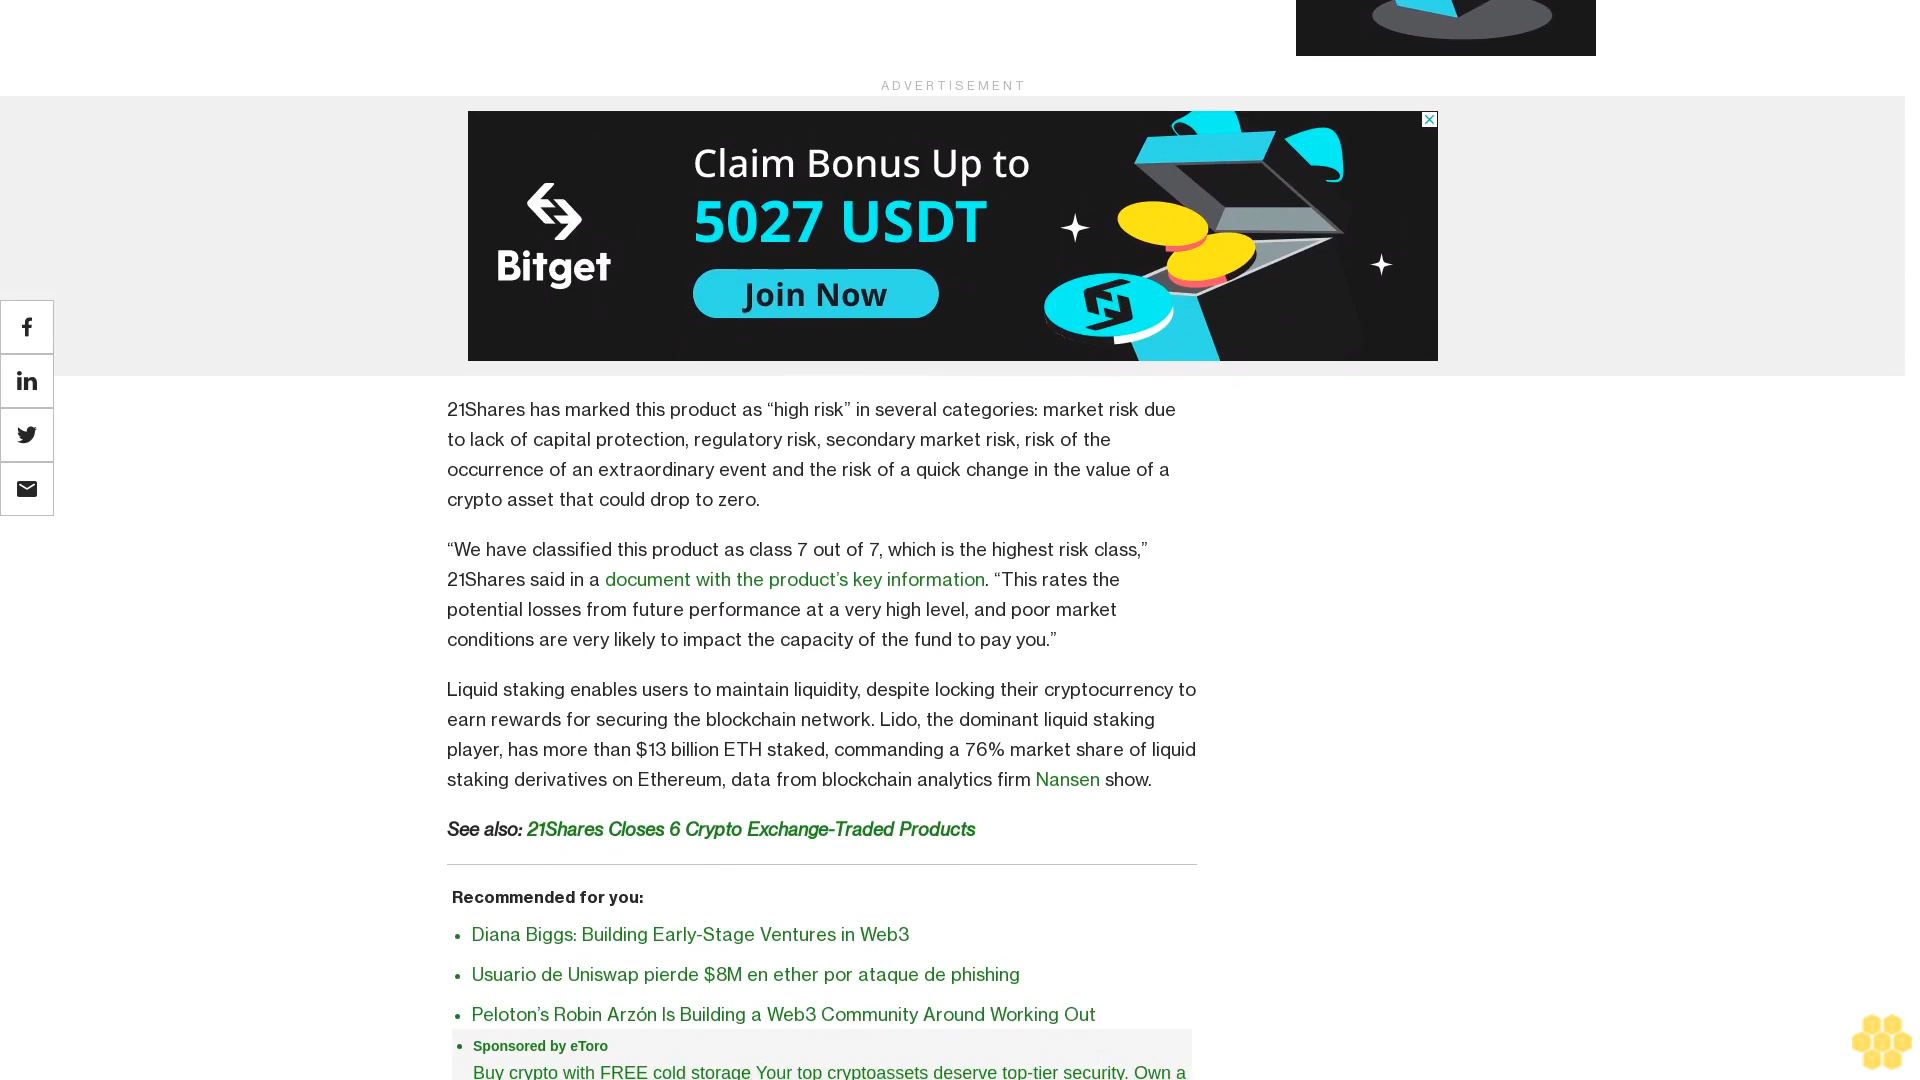 ADVERTISEMENT
Claim Bonus Up to
5027 USDT
Bitget
Join Now
21Shares has marked this product as “high risk” in several categories: market risk due
to lack of capital protection, regulatory risk, secondary market risk, risk of the
occurrence of an extraordinary event and the risk of a quick change in the value of a
crypto asset that could drop to zero.
“We have classified this product as class 7 out of 7, which is the highest risk class,”
21Shares said in a document with the product’s key information. “This rates the
potential losses from future performance at a very high level, and poor market
conditions are very likely to impact the capacity of the fund to pay you.”
Liquid staking enables users to maintain liquidity, despite locking their cryptocurrency to
earn rewards for securing the blockchain network. Lido, the dominant liquid staking
player, has more than $13 billion ETH staked, commanding a 76% market share of liquid
staking derivatives on Ethereum, data from blockchain analytics firm Nansen show.
See also: 21Shares Closes 6 Crypto Exchange-Traded Products
Recommended for you:
• Diana Biggs: Building Early-Stage Ventures in Web3
• Usuario de Uniswap pierde $8M en ether por ataque de phishing
• Peloton’s Robin Arzón Is Building a Web3 Community Around Working Out
• Sponsored by eToro
Buy crypto with FREE cold storage Your top cryptoassets deserve top-tier security. Own a